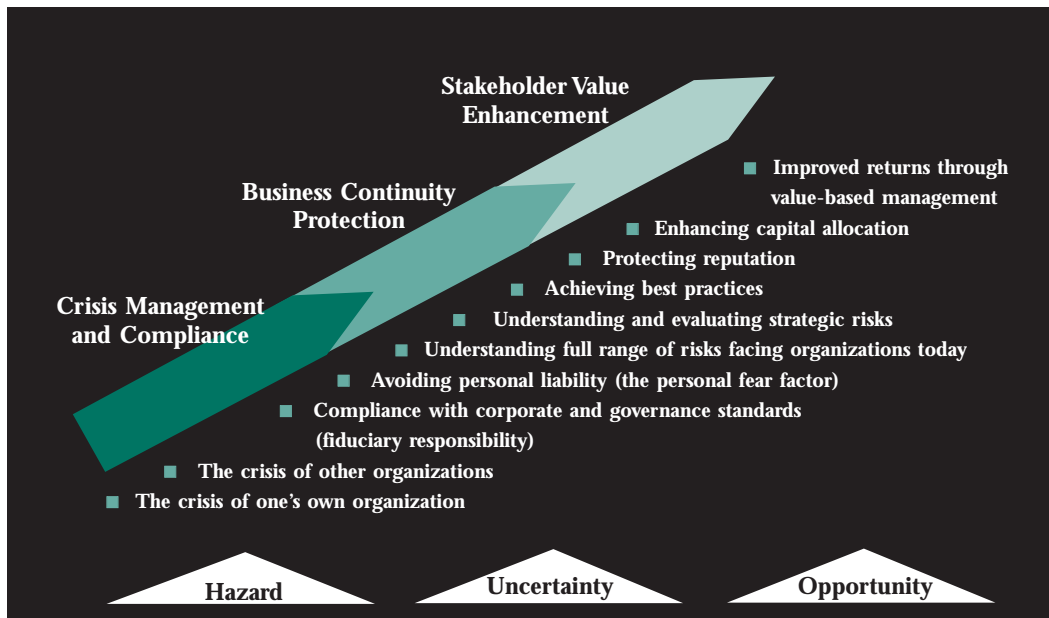 Stakeholder Value
Enhancement
Improved returns through
value-based management
Business Continuity
Protection
Enhancing capital allocation
Protecting reputation
Achieving best practices
Crisis Management
and Compliance
Understanding and evaluating strategic risks
Understanding full range of risks facing organizations today
Avoiding personal liability (the personal fear factor)
Compliance with corporate and governance standards
(fiduciary responsibility)
The crisis of other organizations
The crisis of one's own organization
Hazard
Uncertainty
Opportunity